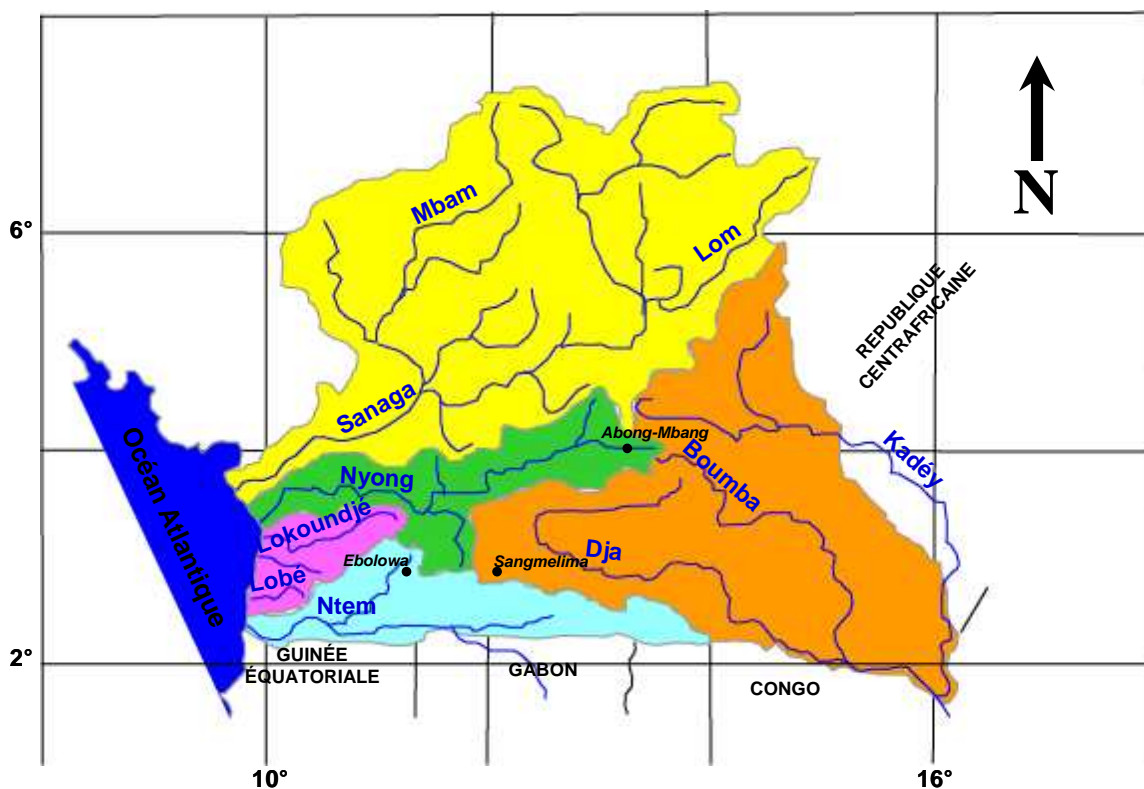 N
6°
2°
10°
16°
Mbam
Lom
Sanaga
REPUBLIQUE
CENTRAFRICAINE
Océan Atlantique
Nyong
Abong-Mbang
Boumba
Kadéy
Lokoundjé
Lobé
Ebolowa
Sangmelima
Dja
Ntem
GUINÉE
ÉQUATORIALE
GABON
CONGO